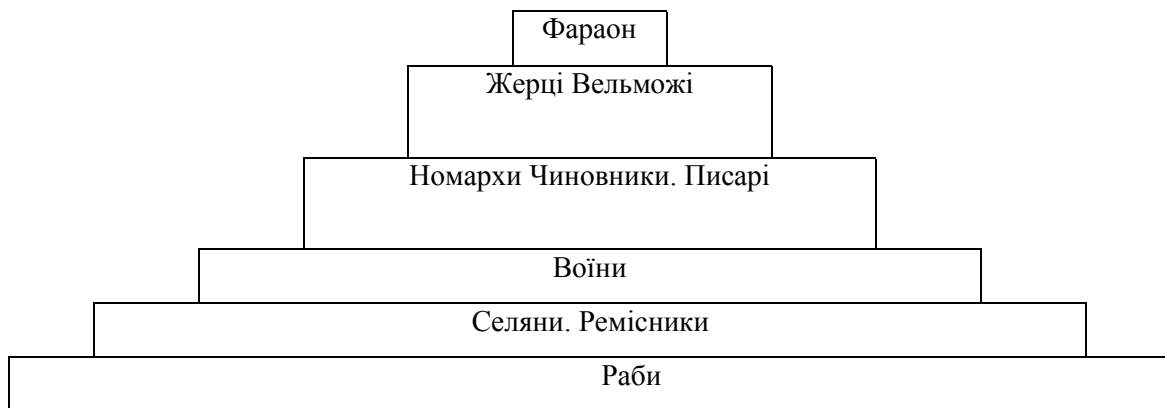 Фараон
Жерці Вельможі
Номархи Чиновники. Писарі
Воїни
Селяни. Ремісники
Раби